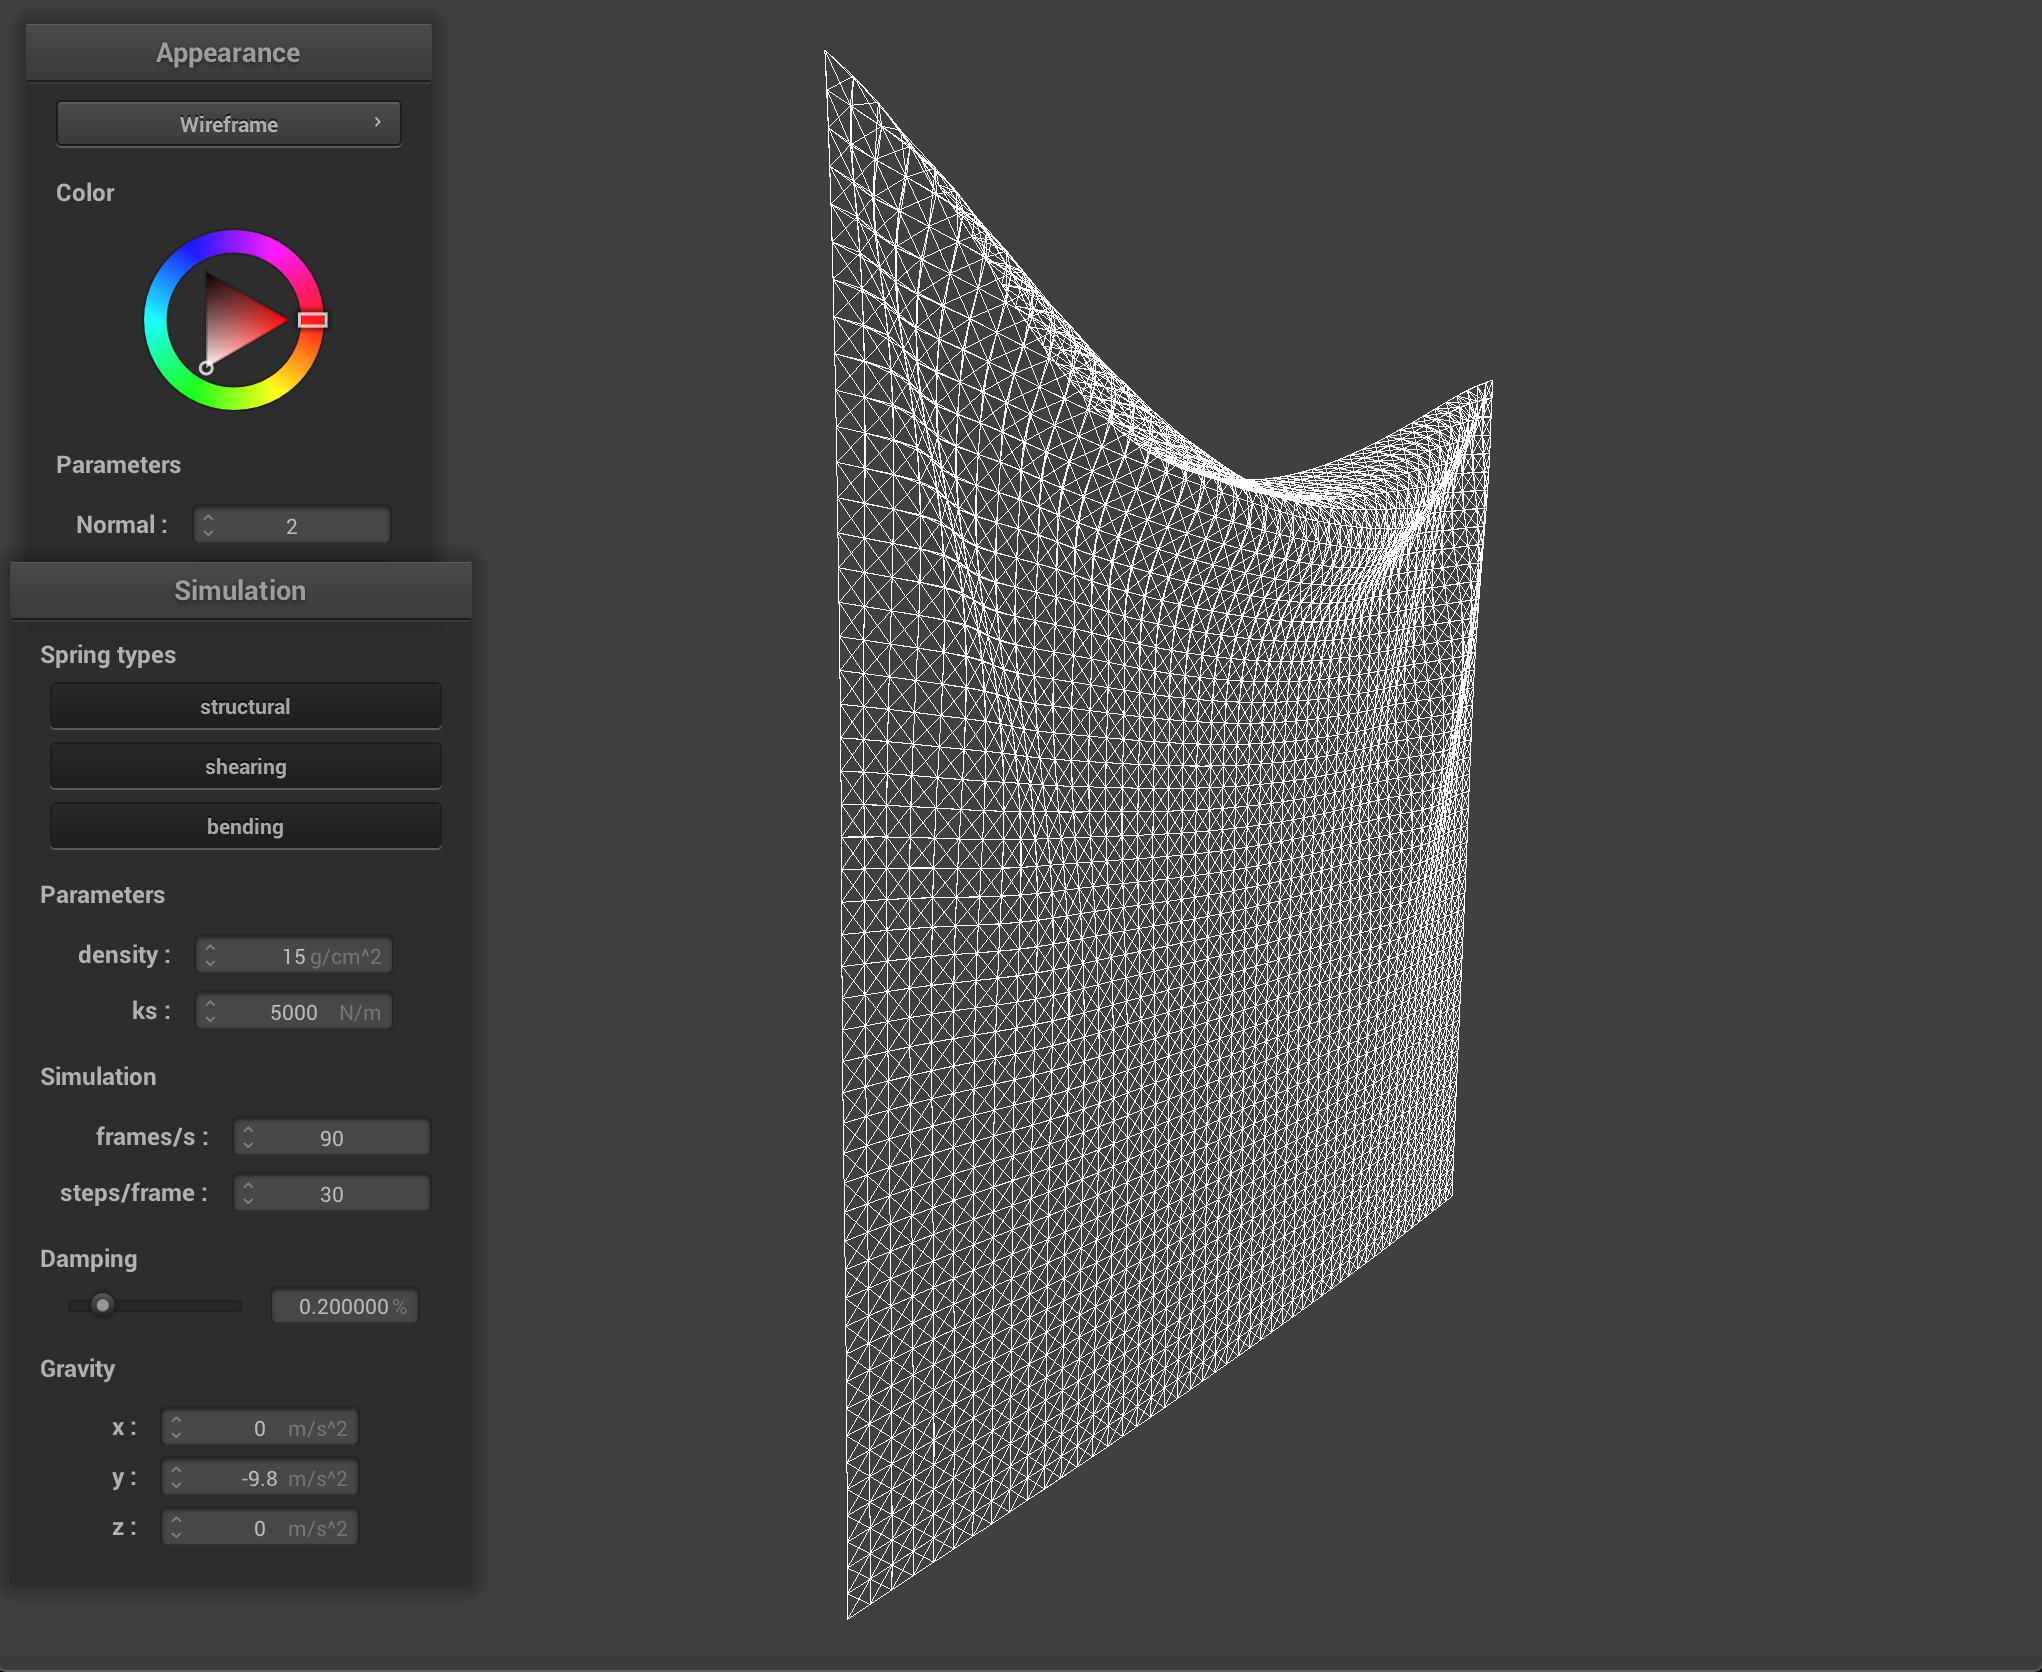 Appearance
Wireframe
Color
Parameters
Normal : 2
Simulation
Spring types
structural
shearing
bending
Parameters
density : 15 g/cm^2
ks : 5000 N/m
Simulation
frames/s : 90
steps/frame : 30
Damping
0.200000 %
Gravity
x : 0 m/s^2
y : -9.8 m/s^2
z : 0 m/s^2